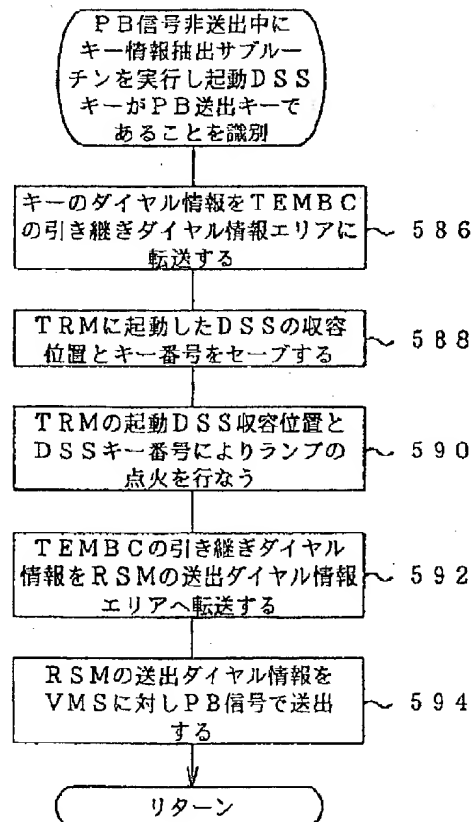 PB信号非送出中に
キー情報抽出サブルー
チンを実行し起動DSS
キーがPB送出キーで
あることを識別
キーのダイヤル情報をTEMBC
の引き継ぎダイヤル情報エリアに
転送する
586
TRMに起動したDSSの収容
位置とキー番号をセーブする
588
TRMの起動DSS収容位置と
DSSキー番号によりランプの
点火を行なう
590
TEMBCの引き継ぎダイヤル
情報をRSMの送出ダイヤル情報
エリアへ転送する
592
RSMの送出ダイヤル情報を
VMSに対しPB信号で送出
する
594
リターン